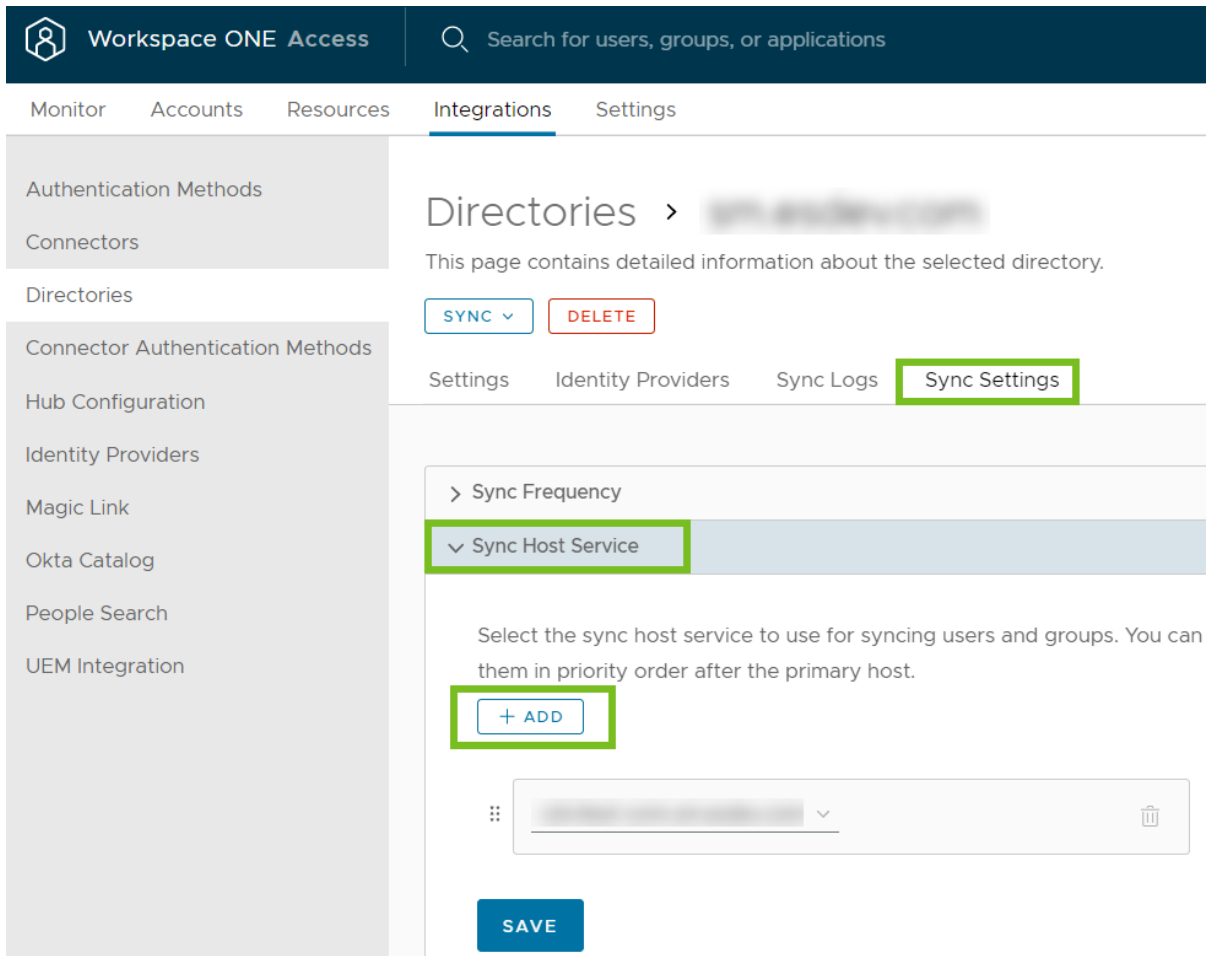 Workspace ONE Access
Search for users, groups, or applications
Monitor Accounts Resources Integrations Settings
Authentication Methods
Connectors
Directories
Connector Authentication Methods
Hub Configuration
Identity Providers
Magic Link
Okta Catalog
People Search
UEM Integration
Directories >
This page contains detailed information about the selected directory.
SYNC DELETE
Settings Identity Providers Sync Logs Sync Settings
Sync Frequency
Sync Host Service
Select the sync host service to use for syncing users and groups. You can
them in priority order after the primary host.
+ ADD
SAVE